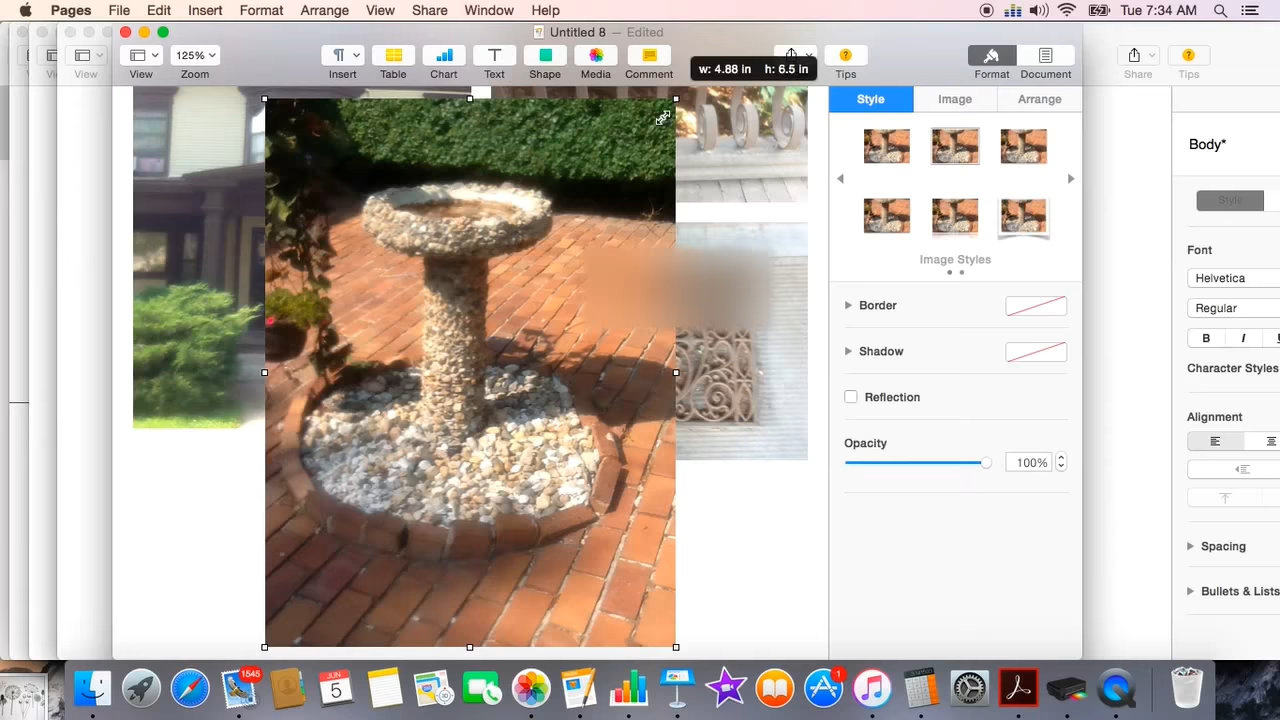 Pages File Edit Insert Format Arrange View Share Window Help Tue 7:34 AM
Untitled 8 — Edited
125%
View View Zoom Insert Table Chart Text Shape Media Comment Tips Format Document Share Tips
w: 4.88 in h: 6.5 in
Style Image Arrange
Body*
Style
Image Styles
Font
Helvetica
Regular
B I U
Border
Shadow
Character Styles
Reflection
Alignment
Opacity
100%
Spacing
Bullets & Lists
1545
JUN
5
1